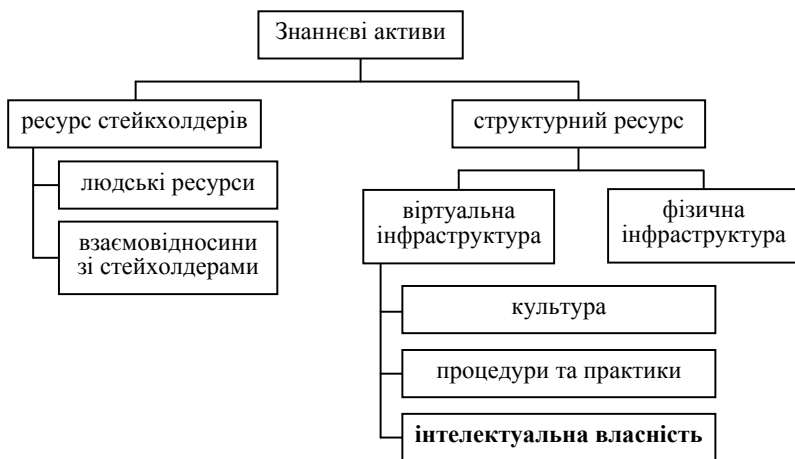 Знаннєві активи
ресурс стейкхолдерів
структурний ресурс
людські ресурси
взаємовідносини
зі стейхолдерами
віртуальна
інфраструктура
фізична
інфраструктура
культура
процедури та практики
інтелектуальна власність